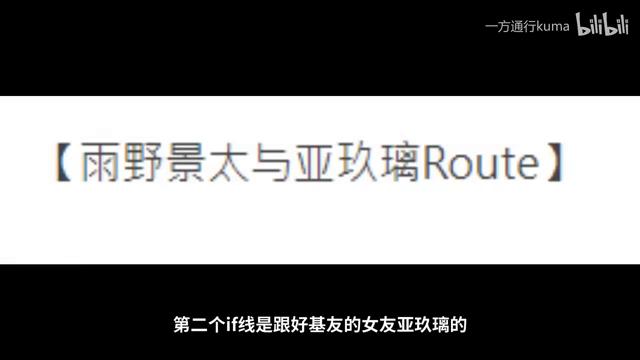 一方通行kuma bilibili
【雨野景太与亚玖璃Route】
第二个if线是跟好基友的女友亚玖璃的